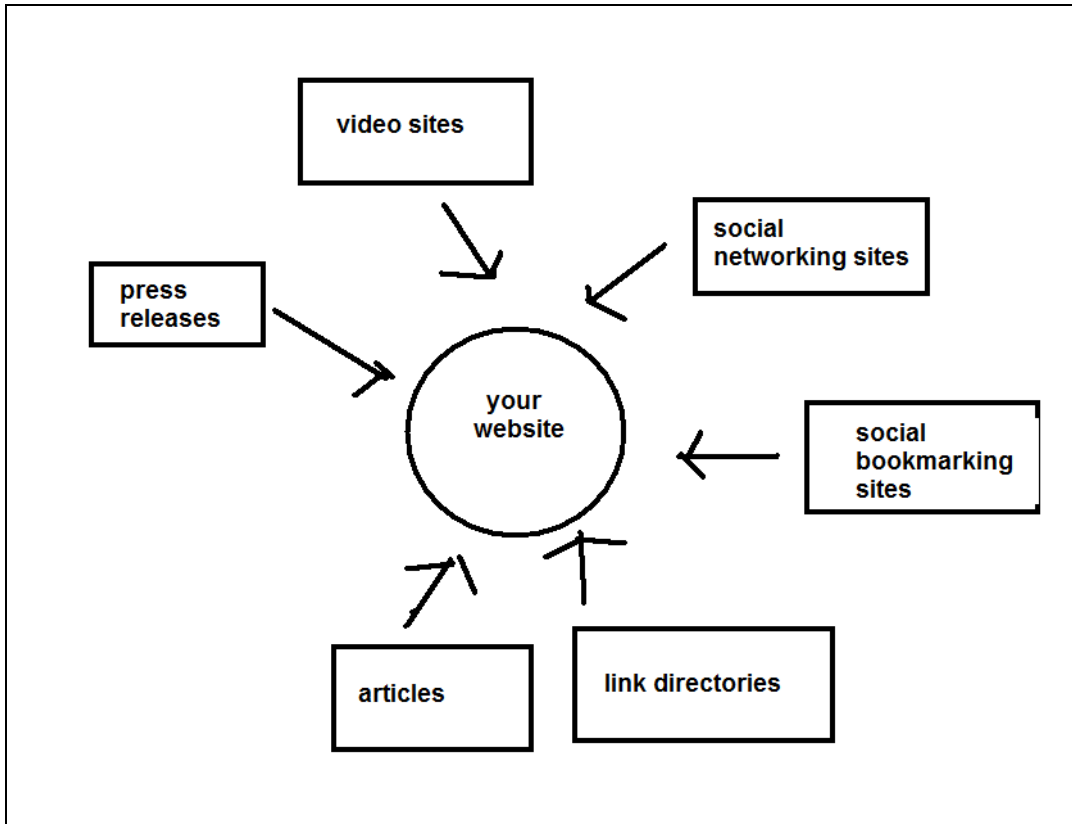 video sites
social
networking sites
press
releases
your
website
social
bookmarking
sites
articles
link directories